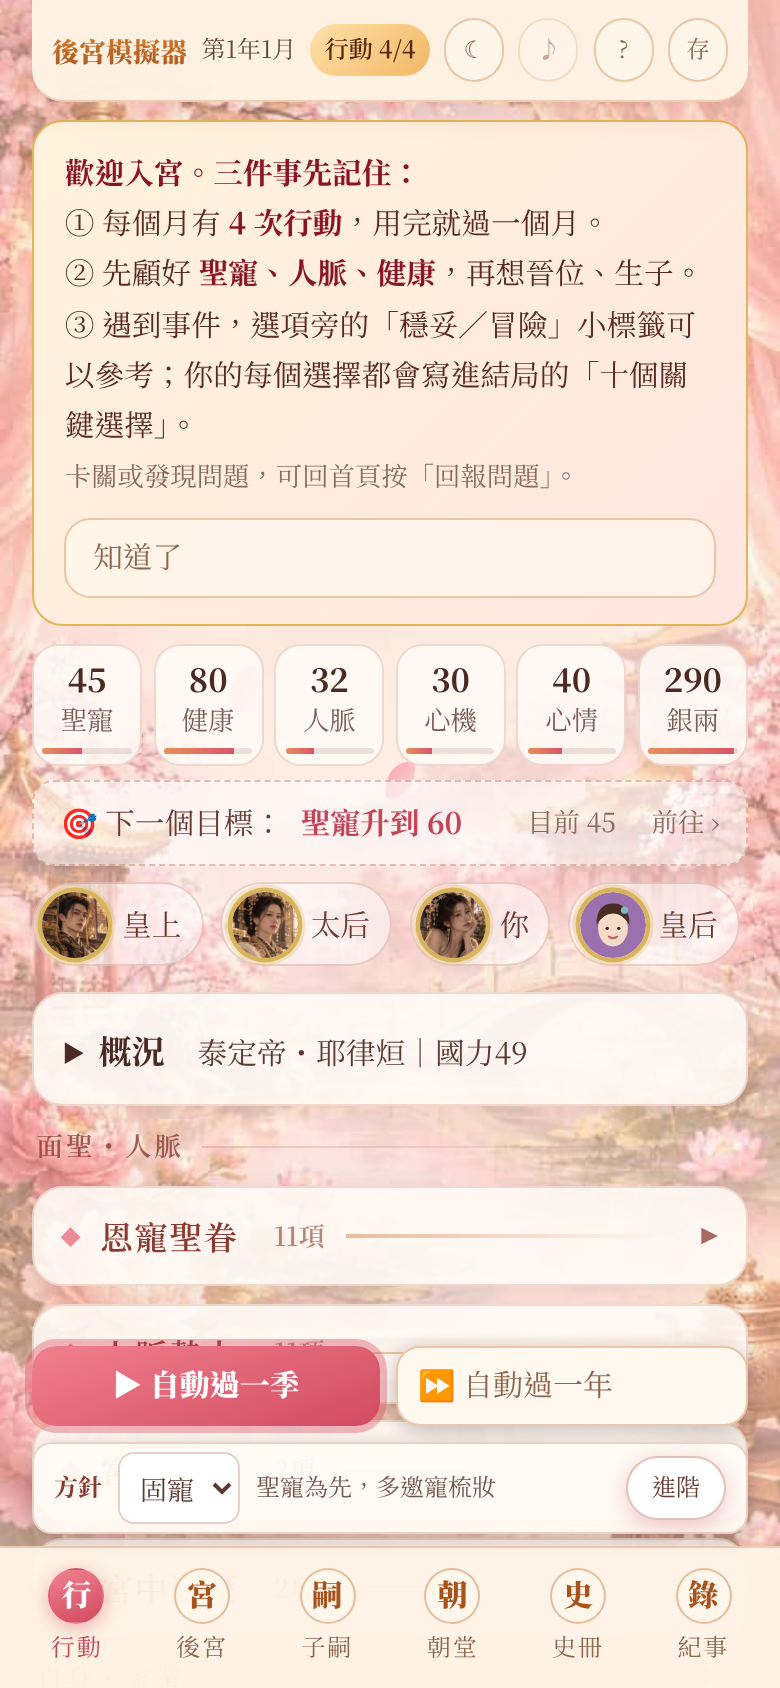 後宮模擬器 第1年1月 行動 4/4 ☾ ♪ ? 存
歡迎入宮。三件事先記住：
① 每個月有 4 次行動，用完就過一個月。
② 先顧好 聖寵、人脈、健康，再想晉位、生子。
③ 遇到事件，選項旁的「穩妥／冒險」小標籤可
以參考；你的每個選擇都會寫進結局的「十個關
鍵選擇」。
卡關或發現問題，可回首頁按「回報問題」。
知道了
45 80 32 30 40 290
聖寵 健康 人脈 心機 心情 銀兩
🎯 下一個目標： 聖寵升到 60 目前 45 前往 ›
皇上 太后 你 皇后
▶ 概況 泰定帝・耶律烜｜國力49
面聖・人脈
◆ 恩寵聖眷 11項 ▶
▶ 自動過一季 ⏩ 自動過一年
方針 固寵 聖寵為先，多邀寵梳妝 進階
行 宮 嗣 朝 史 錄
行動 後宮 子嗣 朝堂 史冊 紀事